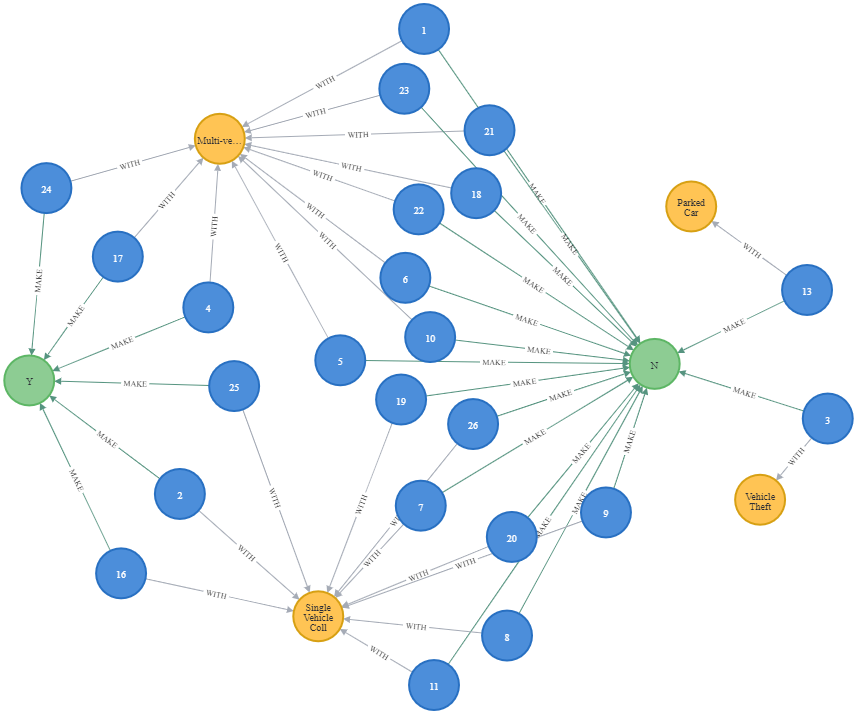 1
WITH
23
WITH
21
WITH
Multi-ve...
WITH
WITH
WITH
24
WITH
18
MAKE
22
Parked
Car
WITH
MAKE
WITH
WITH
MAKE
WITH
WITH
17
6
MAKE
MAKE
MAKE
13
4
MAKE
MAKE
MAKE
10
MAKE
MAKE
5
MAKE
N
Y
MAKE
25
MAKE
19
MAKE
MAKE
26
3
MAKE
MAKE
MAKE
MAKE
WITH
MAKE
2
WITH
Vehicle
Theft
WITH
7
MAKE
9
MAKE
20
WITH
WITH
WITH
WITH
16
WITH
Single
Vehicle
Coll
WITH
8
WITH
11